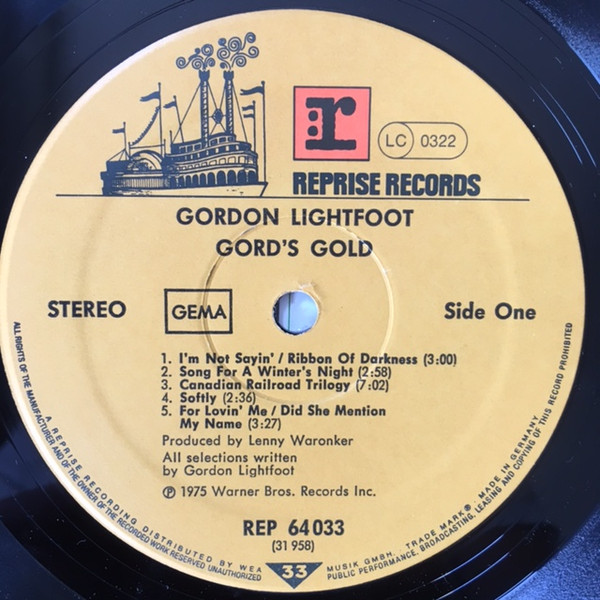 r
LC 0322
REPRISE RECORDS
GORDON LIGHTFOOT
GORD'S GOLD
STEREO
GEMA
Side One
1. I'm Not Sayin' / Ribbon Of Darkness (3:00)
2. Song For A Winter's Night (2:58)
3. Canadian Railroad Trilogy (7:02)
4. Softly (2:36)
5. For Lovin' Me / Did She Mention
My Name (3:27)
Produced by Lenny Waronker
All selections written
by Gordon Lightfoot
℗ 1975 Warner Bros. Records Inc.
REP 64 033
(31 958)
33
A REPRISE RECORDING DISTRIBUTED BY WEA MUSIK GMBH. TRADE MARK®. MADE IN GERMANY
ALL RIGHTS OF THE MANUFACTURER AND OF THE OWNER OF THE RECORDED WORK RESERVED UNAUTHORIZED PUBLIC PERFORMANCE, BROADCASTING, LEASING AND COPYING OF THIS RECORD PROHIBITED